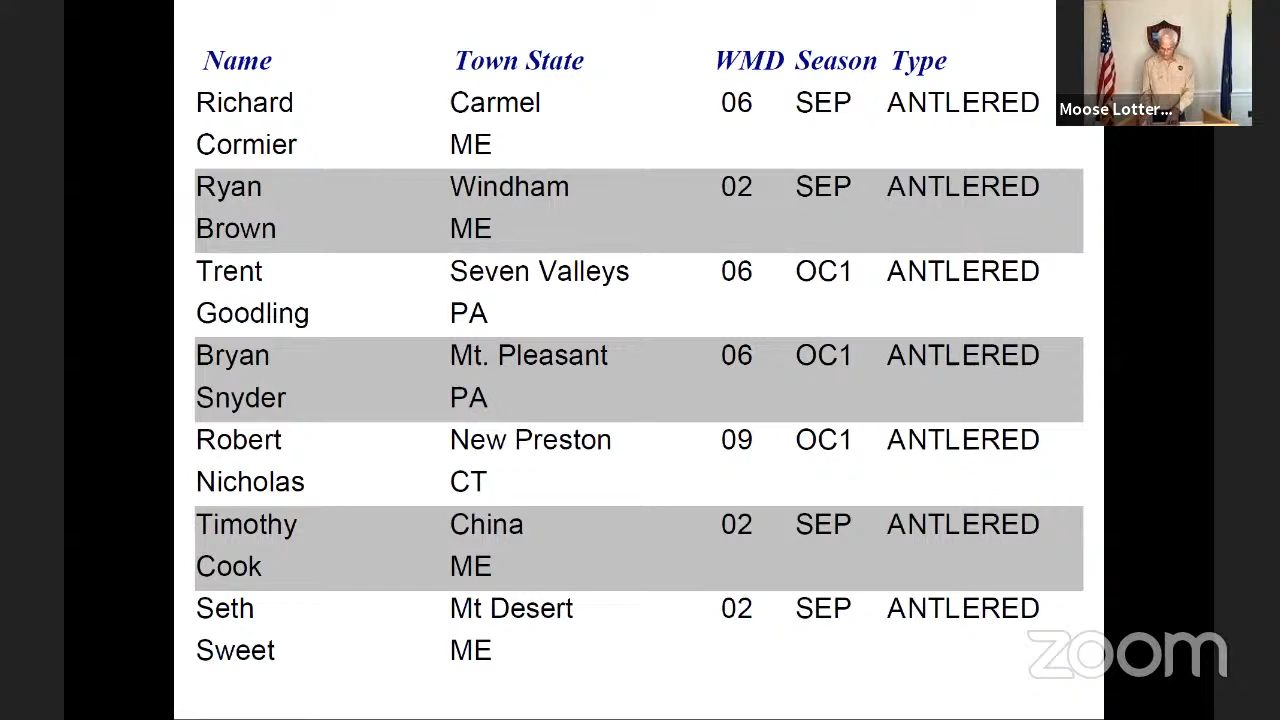 Name Town State WMD Season Type
Richard Carmel 06 SEP ANTLERED
Cormier ME
Ryan Windham 02 SEP ANTLERED
Brown ME
Trent Seven Valleys 06 OC1 ANTLERED
Goodling PA
Bryan Mt. Pleasant 06 OC1 ANTLERED
Snyder PA
Robert New Preston 09 OC1 ANTLERED
Nicholas CT
Timothy China 02 SEP ANTLERED
Cook ME
Seth Mt Desert 02 SEP ANTLERED
Sweet ME
Moose Lotter...
zoom